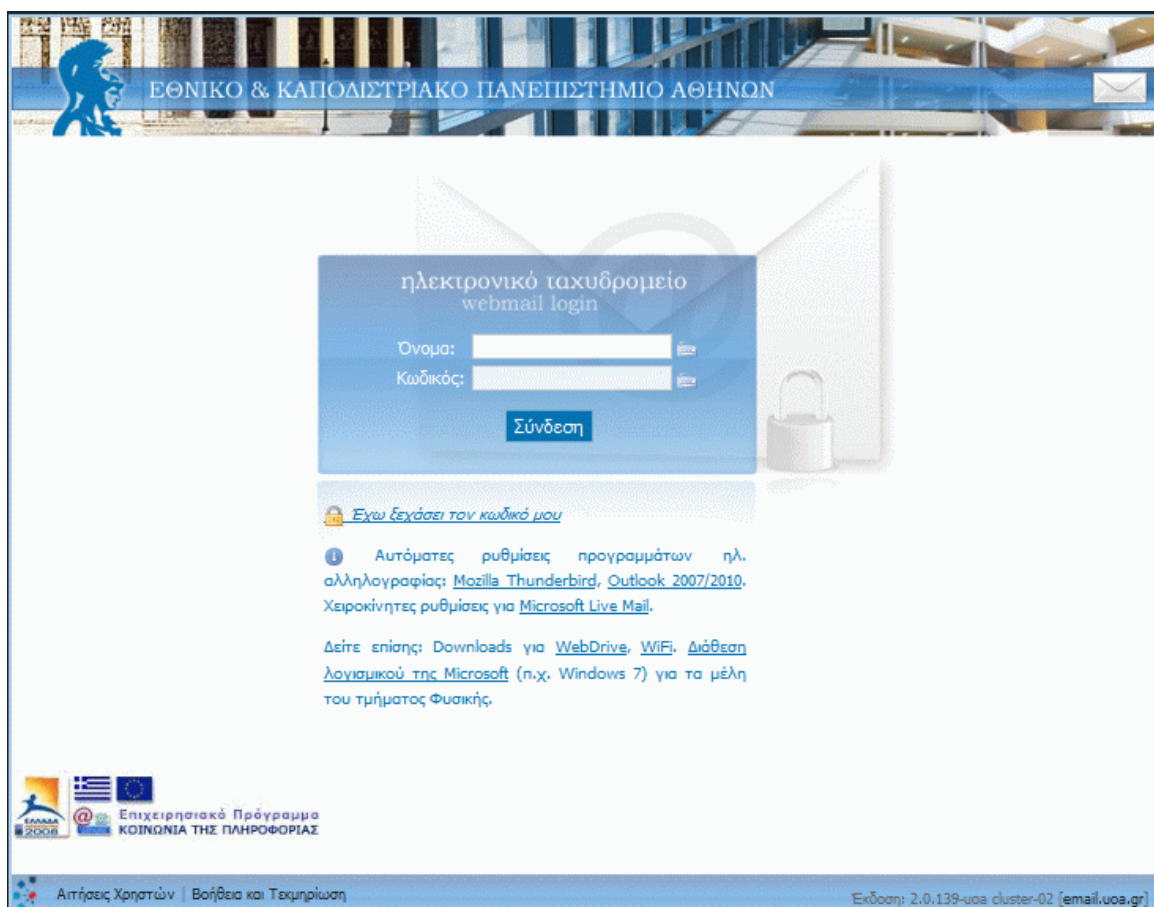 ΕΘΝΙΚΟ & ΚΑΠΟΔΙΣΤΡΙΑΚΟ ΠΑΝΕΠΙΣΤΗΜΙΟ ΑΘΗΝΩΝ
ηλεκτρονικό ταχυδρομείο
webmail login
Όνομα:
Κωδικός:
Σύνδεση
Έχω ξεχάσει τον κωδικό μου
Αυτόματες ρυθμίσεις προγραμμάτων ηλ.
αλληλογραφίας: Mozilla Thunderbird, Outlook 2007/2010.
Χειροκίνητες ρυθμίσεις για Microsoft Live Mail.
Δείτε επίσης: Downloads για WebDrive, WiFi. Διάθεση
λογισμικού της Microsoft (π.χ. Windows 7) για τα μέλη
του τμήματος Φυσικής.
ΕΛΛΑΔΑ
2008
Επιχειρησιακό Πρόγραμμα
ΚΟΙΝΩΝΙΑ ΤΗΣ ΠΛΗΡΟΦΟΡΙΑΣ
Αιτήσεις Χρηστών | Βοήθεια και Τεκμηρίωση
Έκδοση: 2.0.139-uoa cluster-02 [email.uoa.gr]